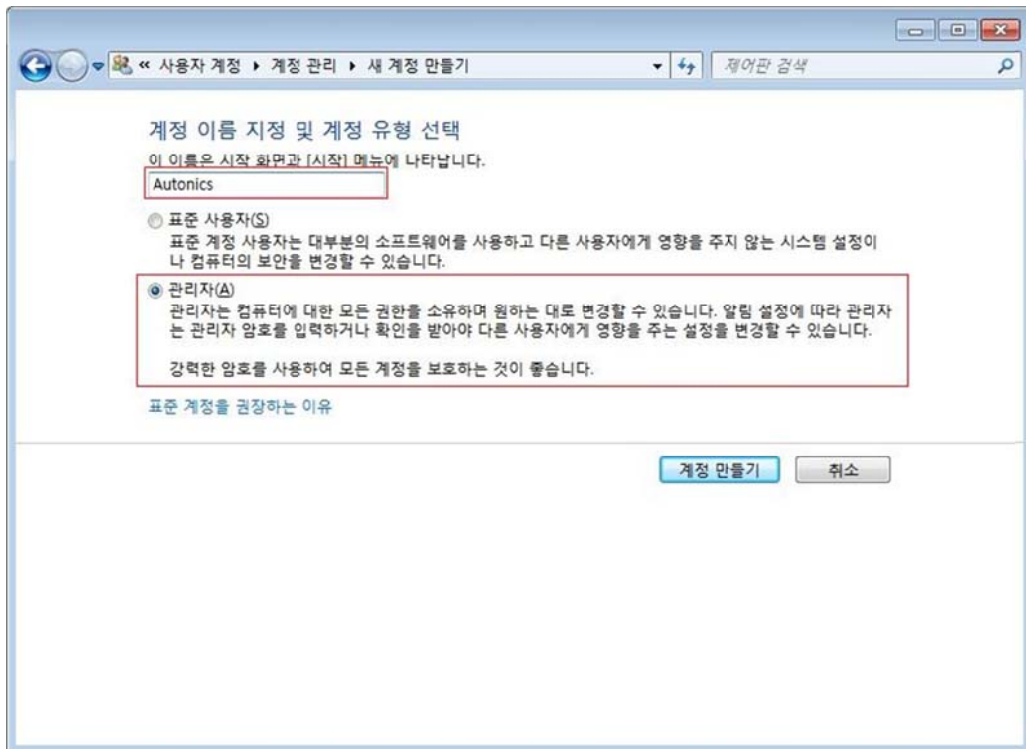 « 사용자 계정 ▸ 계정 관리 ▸ 새 계정 만들기
제어판 검색
계정 이름 지정 및 계정 유형 선택
이 이름은 시작 화면과 [시작] 메뉴에 나타납니다.
Autonics
표준 사용자(S)
표준 계정 사용자는 대부분의 소프트웨어를 사용하고 다른 사용자에게 영향을 주지 않는 시스템 설정이
나 컴퓨터의 보안을 변경할 수 있습니다.
관리자(A)
관리자는 컴퓨터에 대한 모든 권한을 소유하며 원하는 대로 변경할 수 있습니다. 알림 설정에 따라 관리자
는 관리자 암호를 입력하거나 확인을 받아야 다른 사용자에게 영향을 주는 설정을 변경할 수 있습니다.
강력한 암호를 사용하여 모든 계정을 보호하는 것이 좋습니다.
표준 계정을 권장하는 이유
계정 만들기
취소